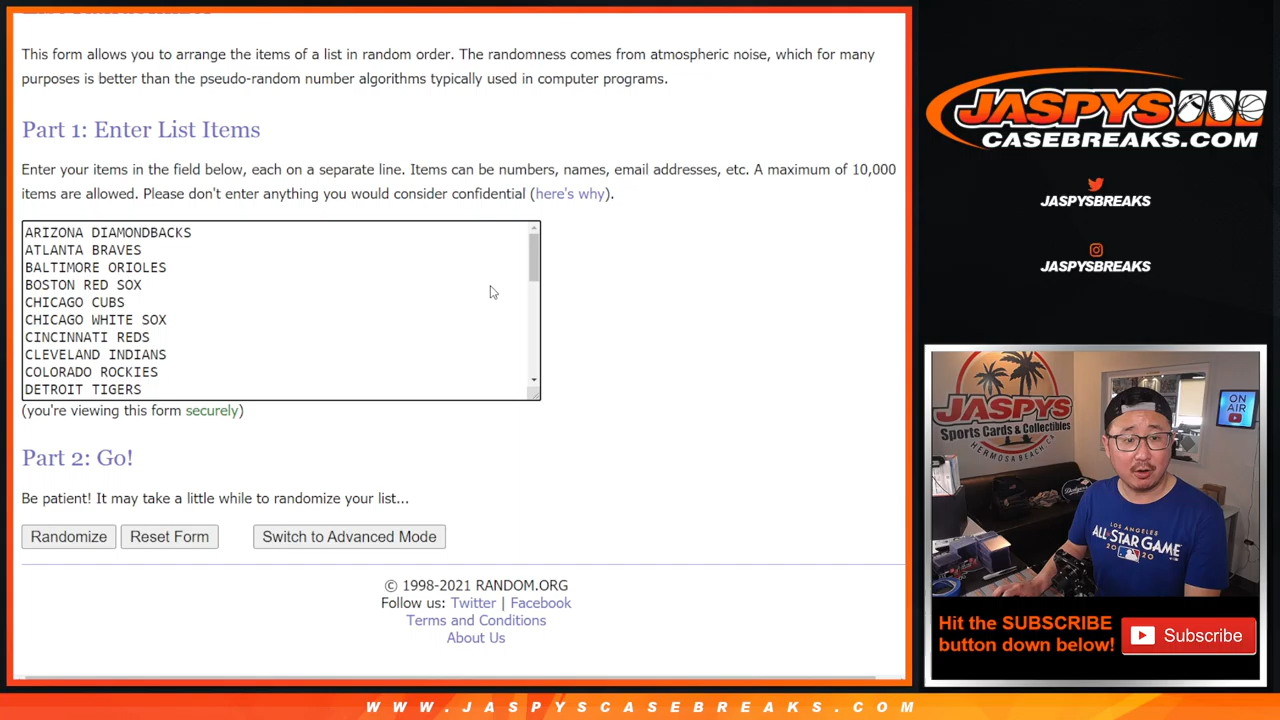 This form allows you to arrange the items of a list in random order. The randomness comes from atmospheric noise, which for many
purposes is better than the pseudo-random number algorithms typically used in computer programs.
Part 1: Enter List Items
Enter your items in the field below, each on a separate line. Items can be numbers, names, email addresses, etc. A maximum of 10,000
items are allowed. Please don't enter anything you would consider confidential (here's why).
ARIZONA DIAMONDBACKS
ATLANTA BRAVES
BALTIMORE ORIOLES
BOSTON RED SOX
CHICAGO CUBS
CHICAGO WHITE SOX
CINCINNATI REDS
CLEVELAND INDIANS
COLORADO ROCKIES
DETROIT TIGERS
(you're viewing this form securely)
Part 2: Go!
Be patient! It may take a little while to randomize your list...
Randomize
Reset Form
Switch to Advanced Mode
© 1998-2021 RANDOM.ORG
Follow us: Twitter | Facebook
Terms and Conditions
About Us
JASPYS
CASEBREAKS.COM
JASPYSBREAKS
JASPYSBREAKS
JASPYS
Sports Cards & Collectibles
HERMOSA BEACH, CA
ON
AIR
Dodgers
LOS ANGELES
ALL-STAR GAME
2020
Hit the SUBSCRIBE
button down below!
Subscribe
WWW.JASPYSCASEBREAKS.COM